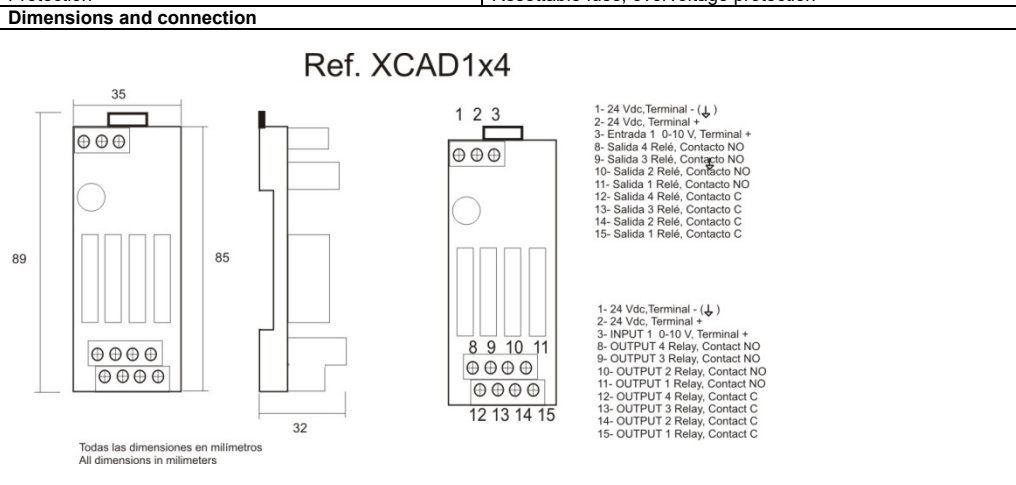 Protection Resettable fuse, overvoltage protection
Dimensions and connection
Ref. XCAD1x4
35
89
85
32
Todas las dimensiones en milímetros
All dimensions in milimeters
1 2 3
8 9 10 11
12 13 14 15
1- 24 Vdc,Terminal - ( )
2- 24 Vdc, Terminal +
3- Entrada 1 0-10 V, Terminal +
8- Salida 4 Relé, Contacto NO
9- Salida 3 Relé, Contacto NO
10- Salida 2 Relé, Contacto NO
11- Salida 1 Relé, Contacto NO
12- Salida 4 Relé, Contacto C
13- Salida 3 Relé, Contacto C
14- Salida 2 Relé, Contacto C
15- Salida 1 Relé, Contacto C
1- 24 Vdc,Terminal - ( )
2- 24 Vdc, Terminal +
3- INPUT 1 0-10 V, Terminal +
8- OUTPUT 4 Relay, Contact NO
9- OUTPUT 3 Relay, Contact NO
10- OUTPUT 2 Relay, Contact NO
11- OUTPUT 1 Relay, Contact NO
12- OUTPUT 4 Relay, Contact C
13- OUTPUT 3 Relay, Contact C
14- OUTPUT 2 Relay, Contact C
15- OUTPUT 1 Relay, Contact C